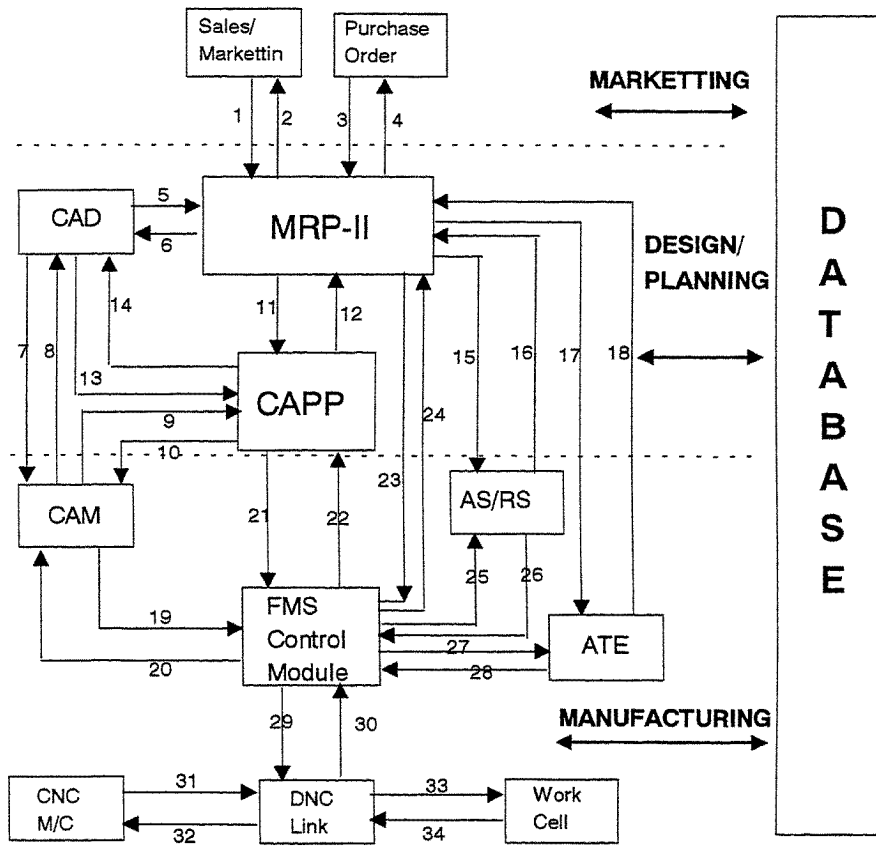 Sales/
Markettin
Purchase
Order
MARKETTING
1
2
3
4
CAD
5
6
MRP-II
DESIGN/
PLANNING
DATABASE
7
8
14
13
11
12
15
16
17
18
CAPP
9
10
23
24
CAM
21
22
AS/RS
25
26
19
20
FMS
Control
Module
27
28
ATE
29
30
MANUFACTURING
CNC
M/C
31
32
DNC
Link
33
34
Work
Cell